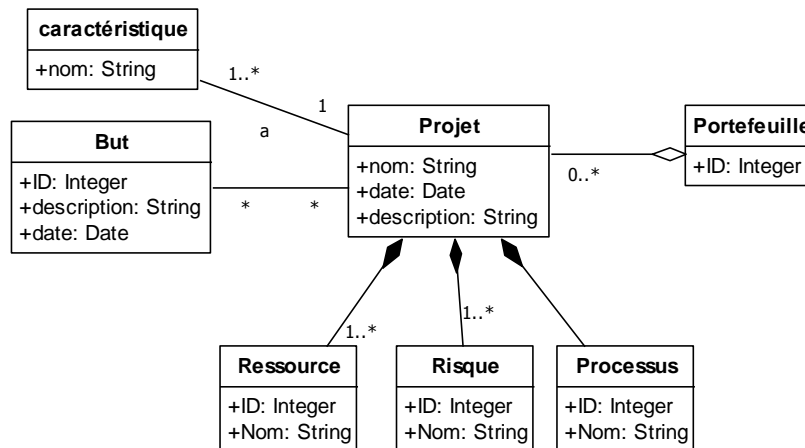 caractéristique
+nom: String
1..*
1
a
But
+ID: Integer
+description: String
+date: Date
*
*
Projet
+nom: String
+date: Date
+description: String
0..*
Portefeuille
+ID: Integer
1..*
1..*
Ressource
+ID: Integer
+Nom: String
Risque
+ID: Integer
+Nom: String
Processus
+ID: Integer
+Nom: String